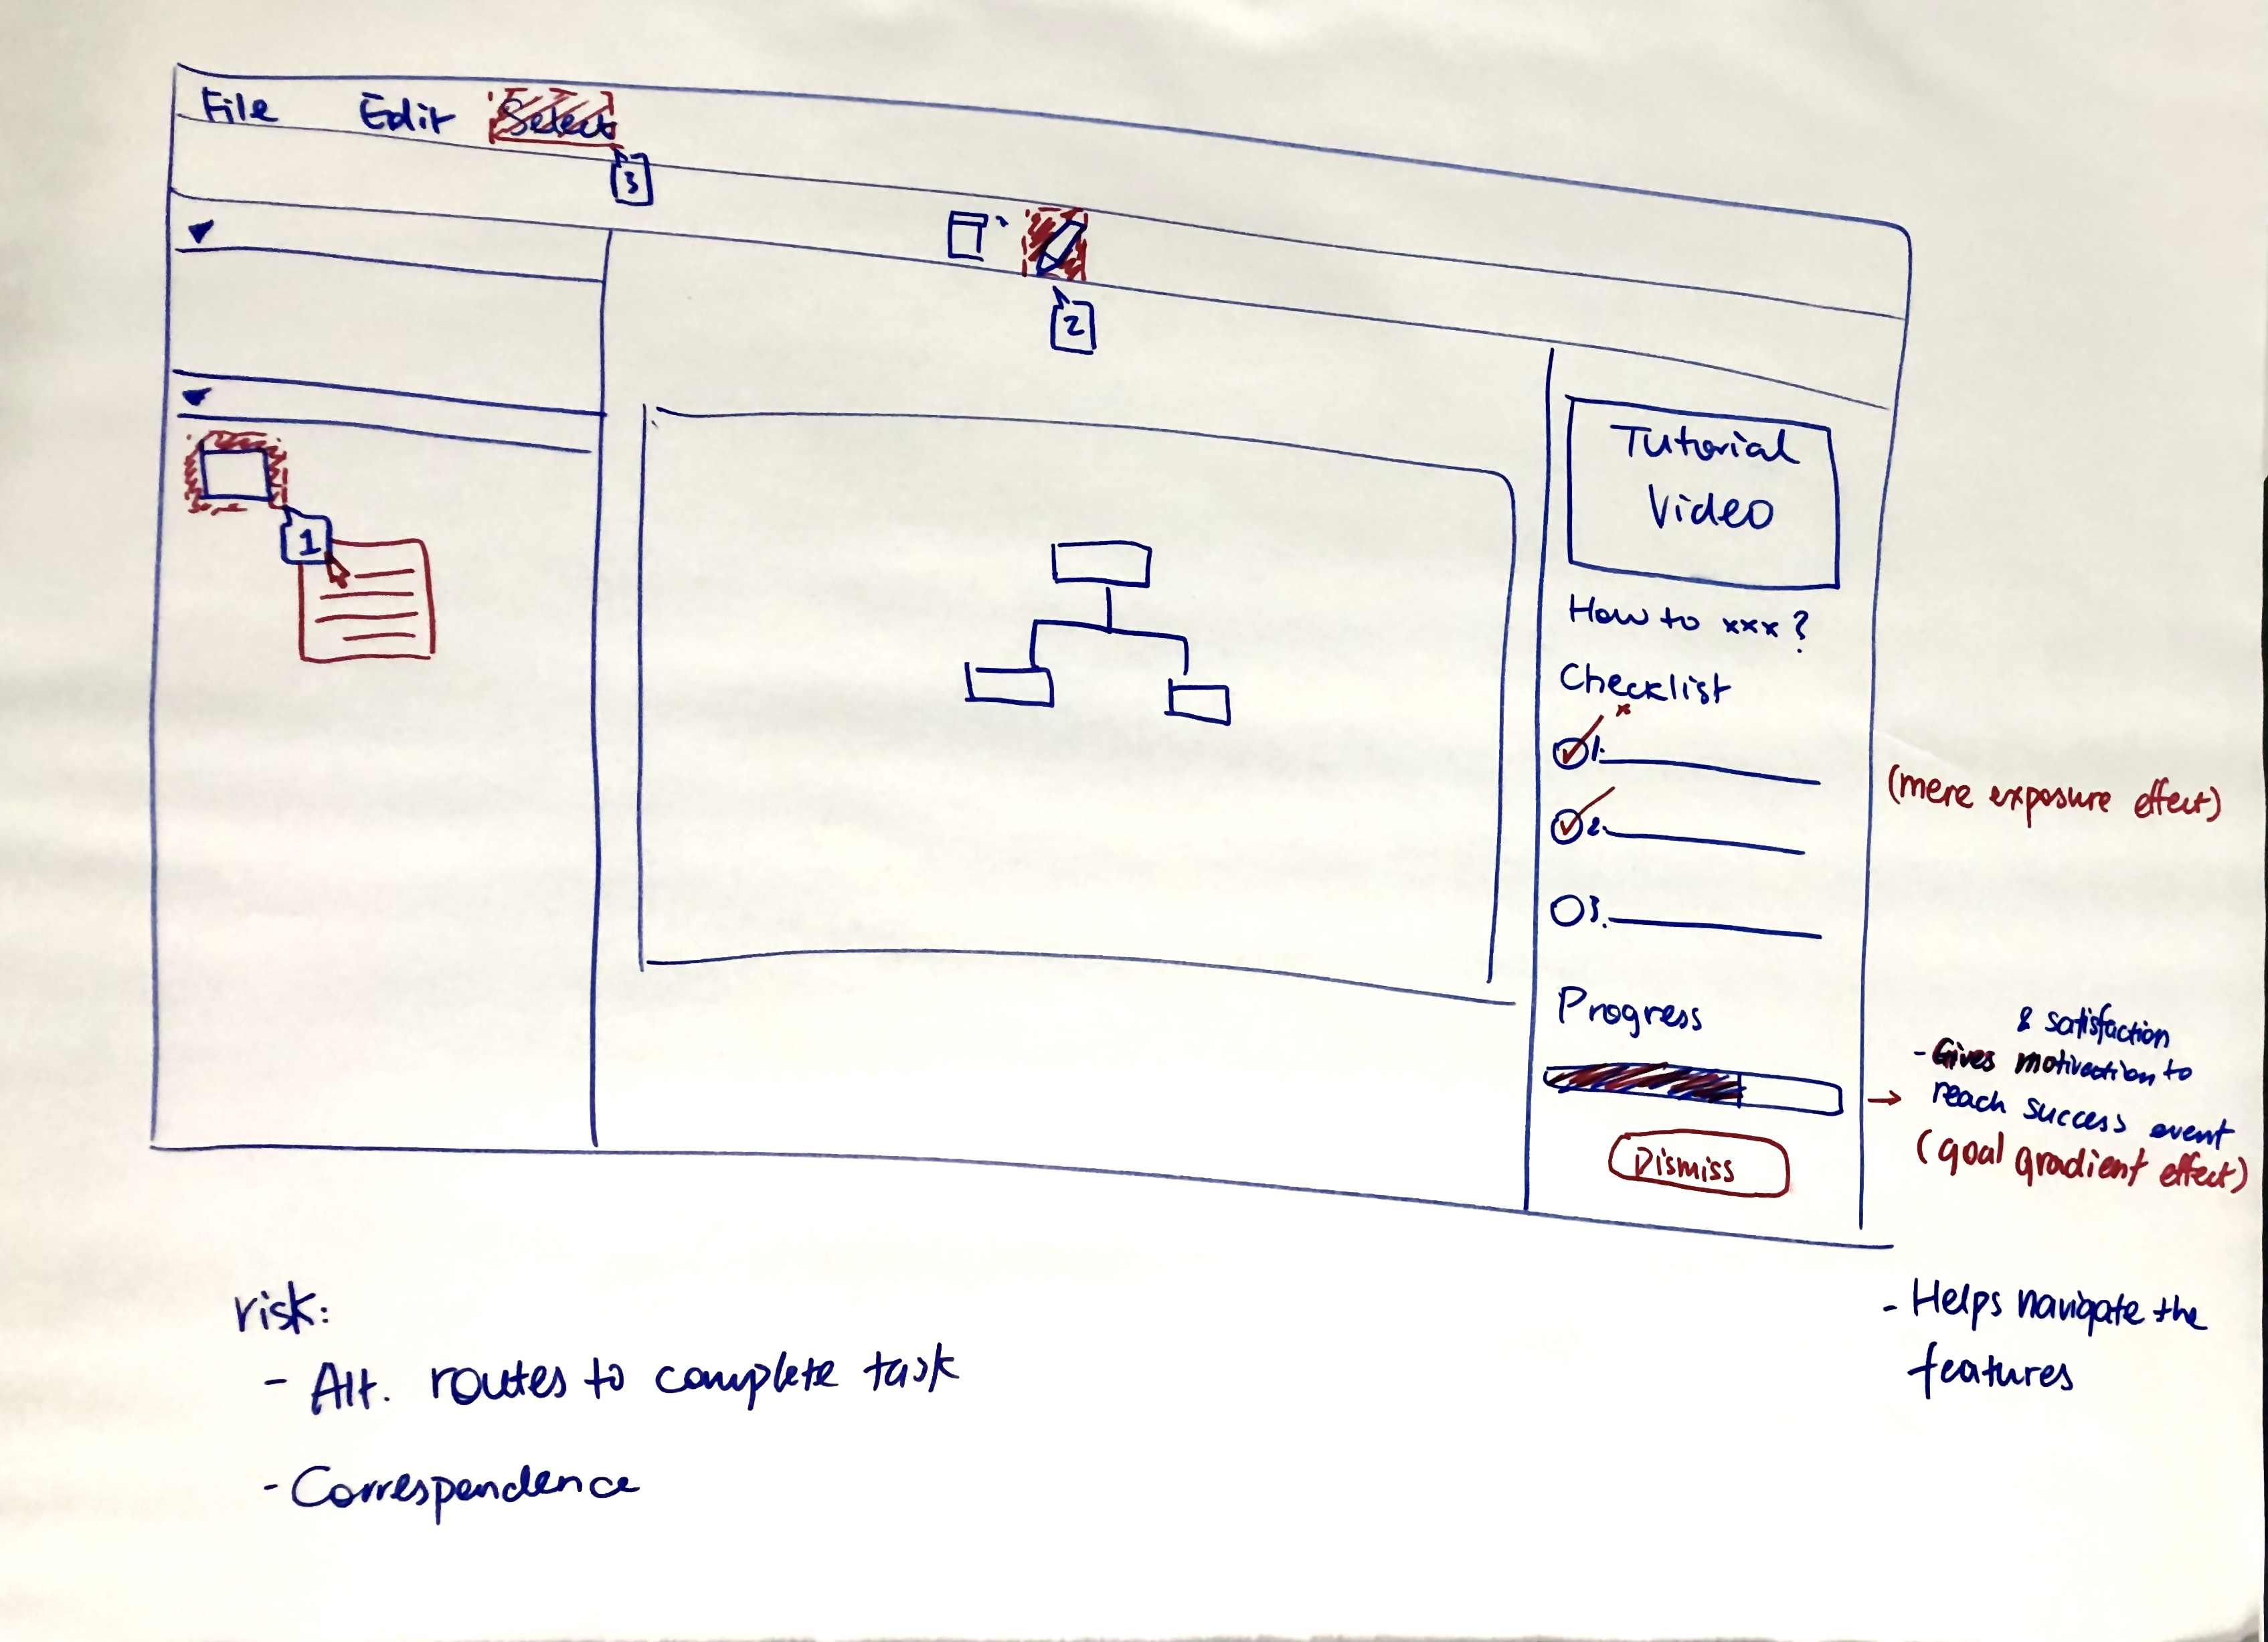 File Edit Select
3
2
1
Tutorial
Video
How to xxx?
Checklist
1.
2.
3.
(mere exposure effect)
Progress
& satisfaction
- Gives motivation to
reach success event
(goal gradient effect)
Dismiss
- Helps navigate the
features
risk:
- Alt. routes to complete task
- Correspondence